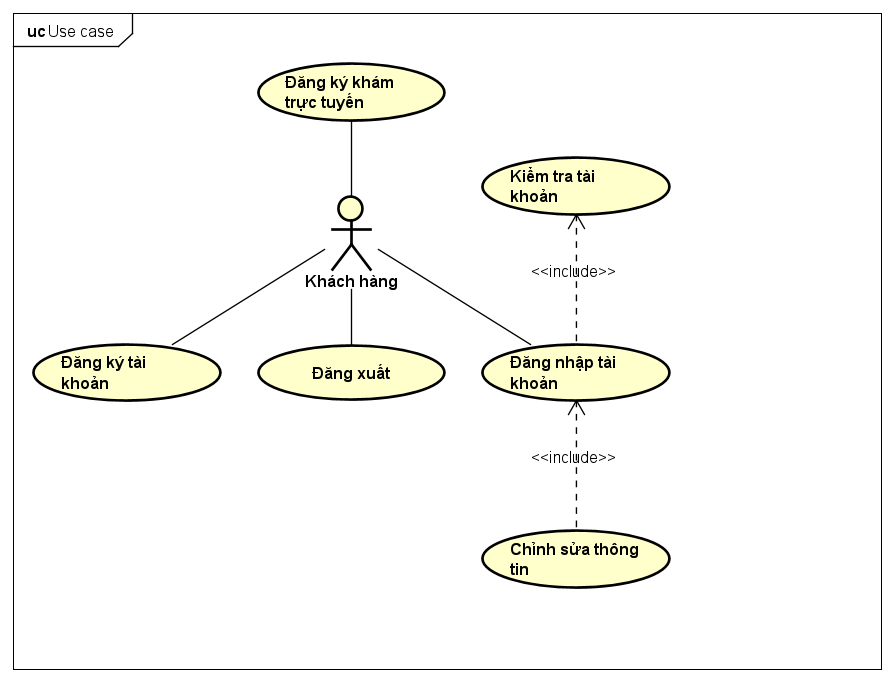 uc Use case
Đăng ký khám
trực tuyến
Kiểm tra tài
khoản
<<include>>
Khách hàng
Đăng ký tài
khoản
Đăng xuất
Đăng nhập tài
khoản
<<include>>
Chỉnh sửa thông
tin